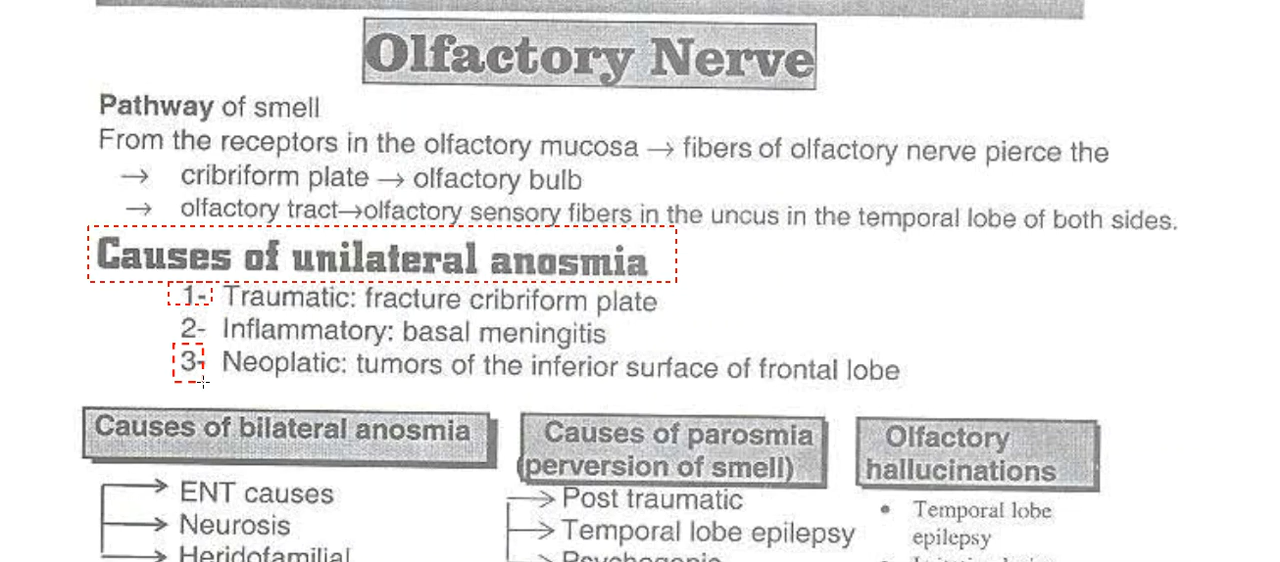 Olfactory Nerve
Pathway of smell
From the receptors in the olfactory mucosa → fibers of olfactory nerve pierce the
→ cribriform plate → olfactory bulb
→ olfactory tract→olfactory sensory fibers in the uncus in the temporal lobe of both sides.
Causes of unilateral anosmia
1- Traumatic: fracture cribriform plate
2- Inflammatory: basal meningitis
3- Neoplatic: tumors of the inferior surface of frontal lobe
Causes of bilateral anosmia
→ ENT causes
→ Neurosis
→ Heridofamilial
Causes of parosmia
(perversion of smell)
→ Post traumatic
→ Temporal lobe epilepsy
→ Psychogenic
Olfactory
hallucinations
• Temporal lobe
epilepsy